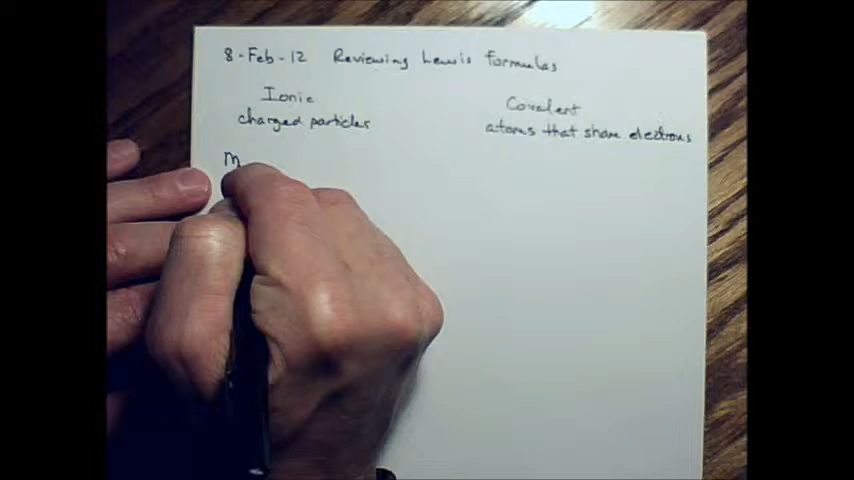 8-Feb-12 Reviewing Lewis Formulas
Ionic
charged particles
Covalent
atoms that share electrons
M